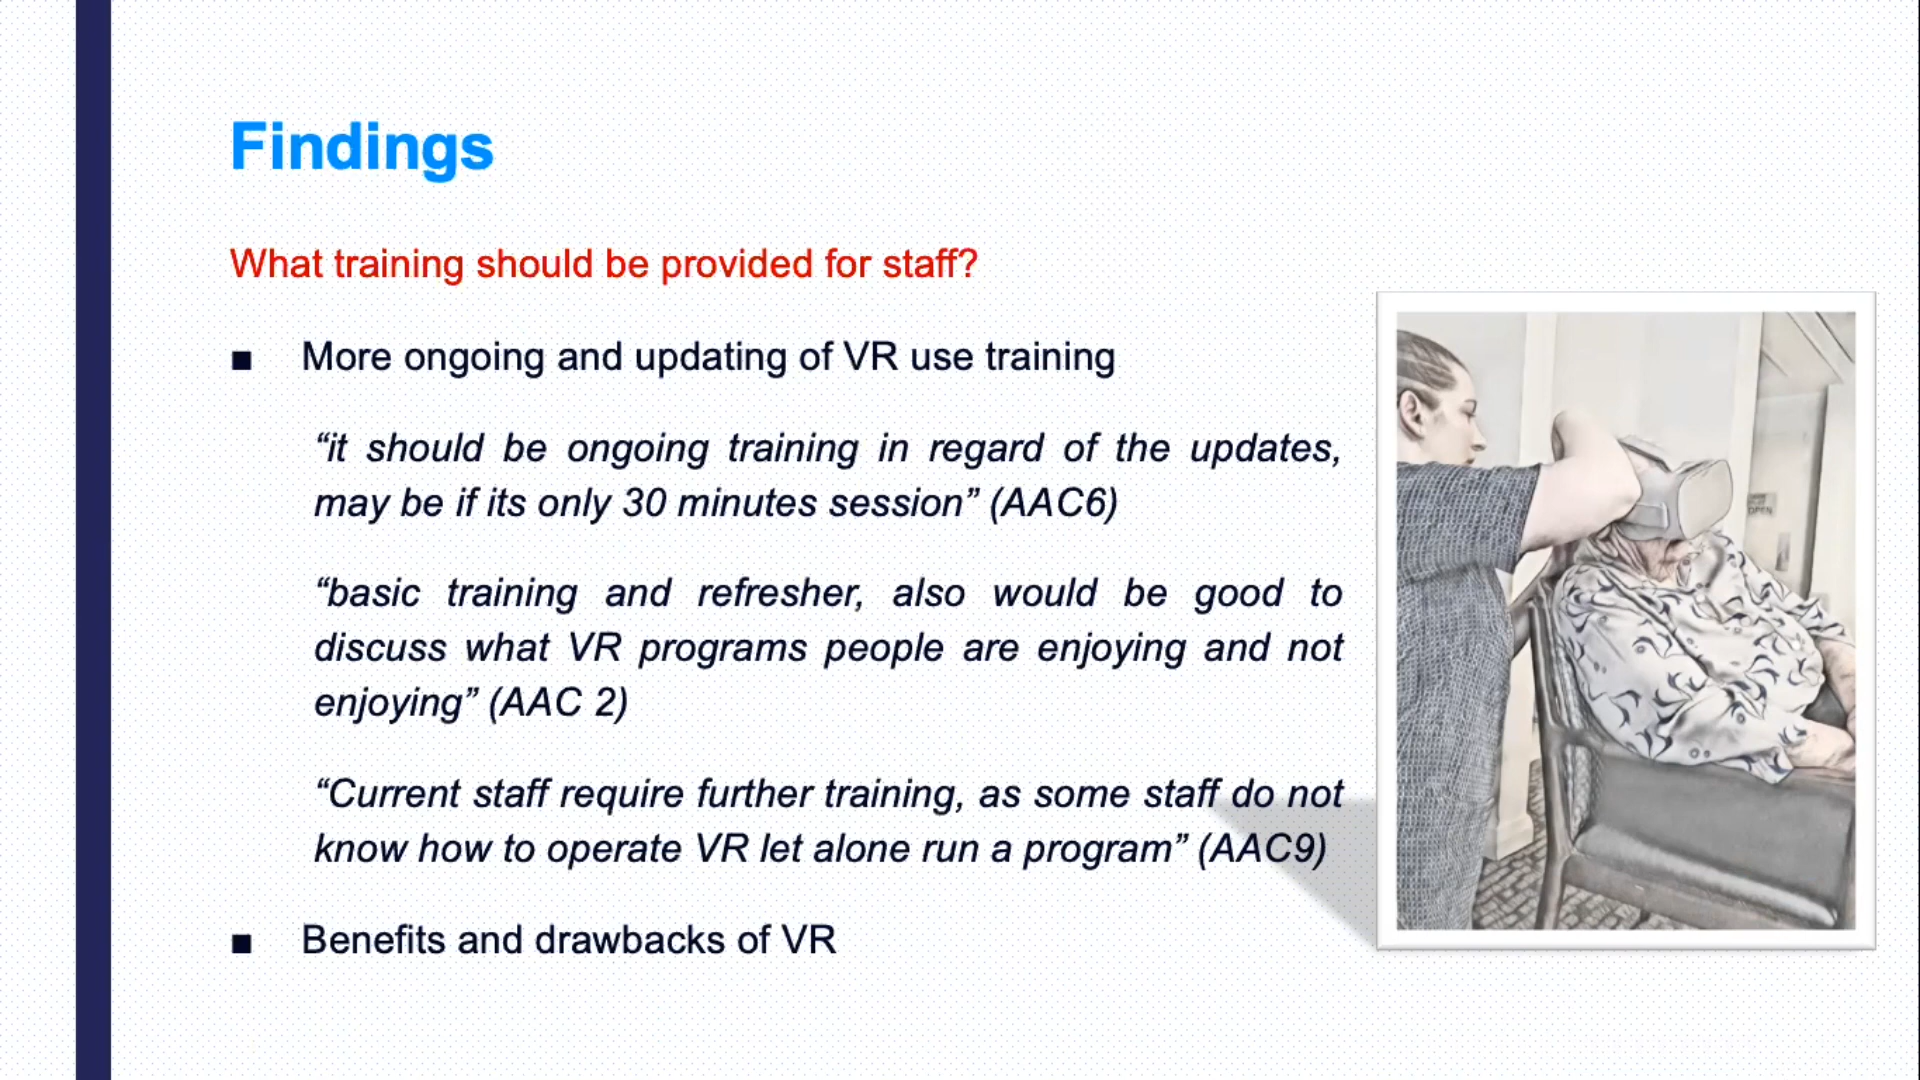 Findings
What training should be provided for staff?
■ More ongoing and updating of VR use training
“it should be ongoing training in regard of the updates,
may be if its only 30 minutes session” (AAC6)
“basic training and refresher, also would be good to
discuss what VR programs people are enjoying and not
enjoying” (AAC 2)
“Current staff require further training, as some staff do not
know how to operate VR let alone run a program” (AAC9)
■ Benefits and drawbacks of VR
OPEN